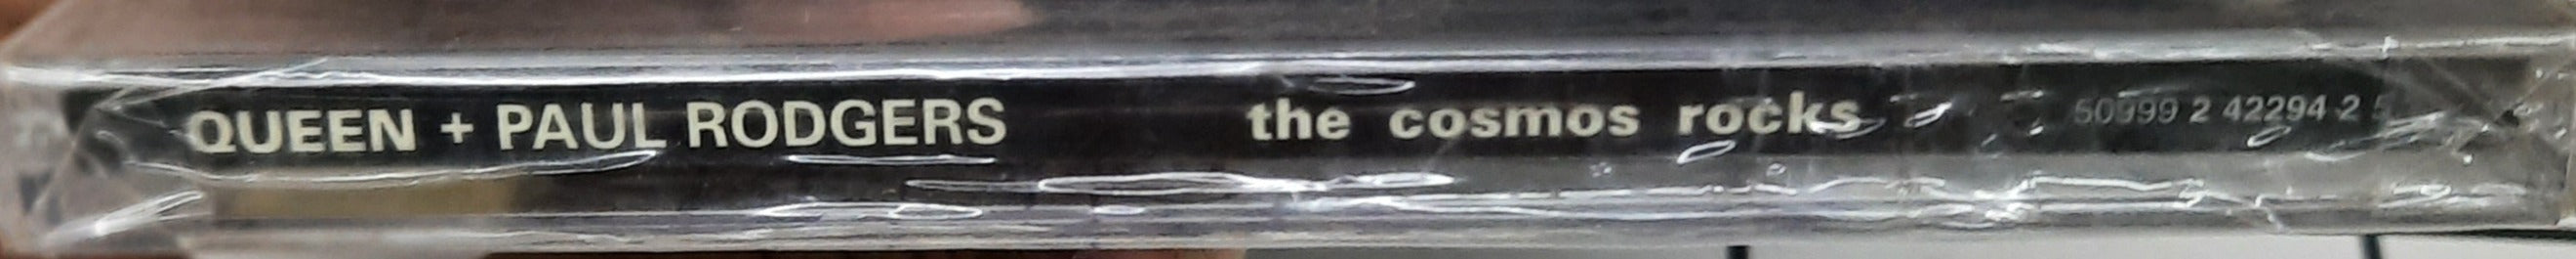 QUEEN + PAUL RODGERS the cosmos rocks 50999 2 42294 2 5